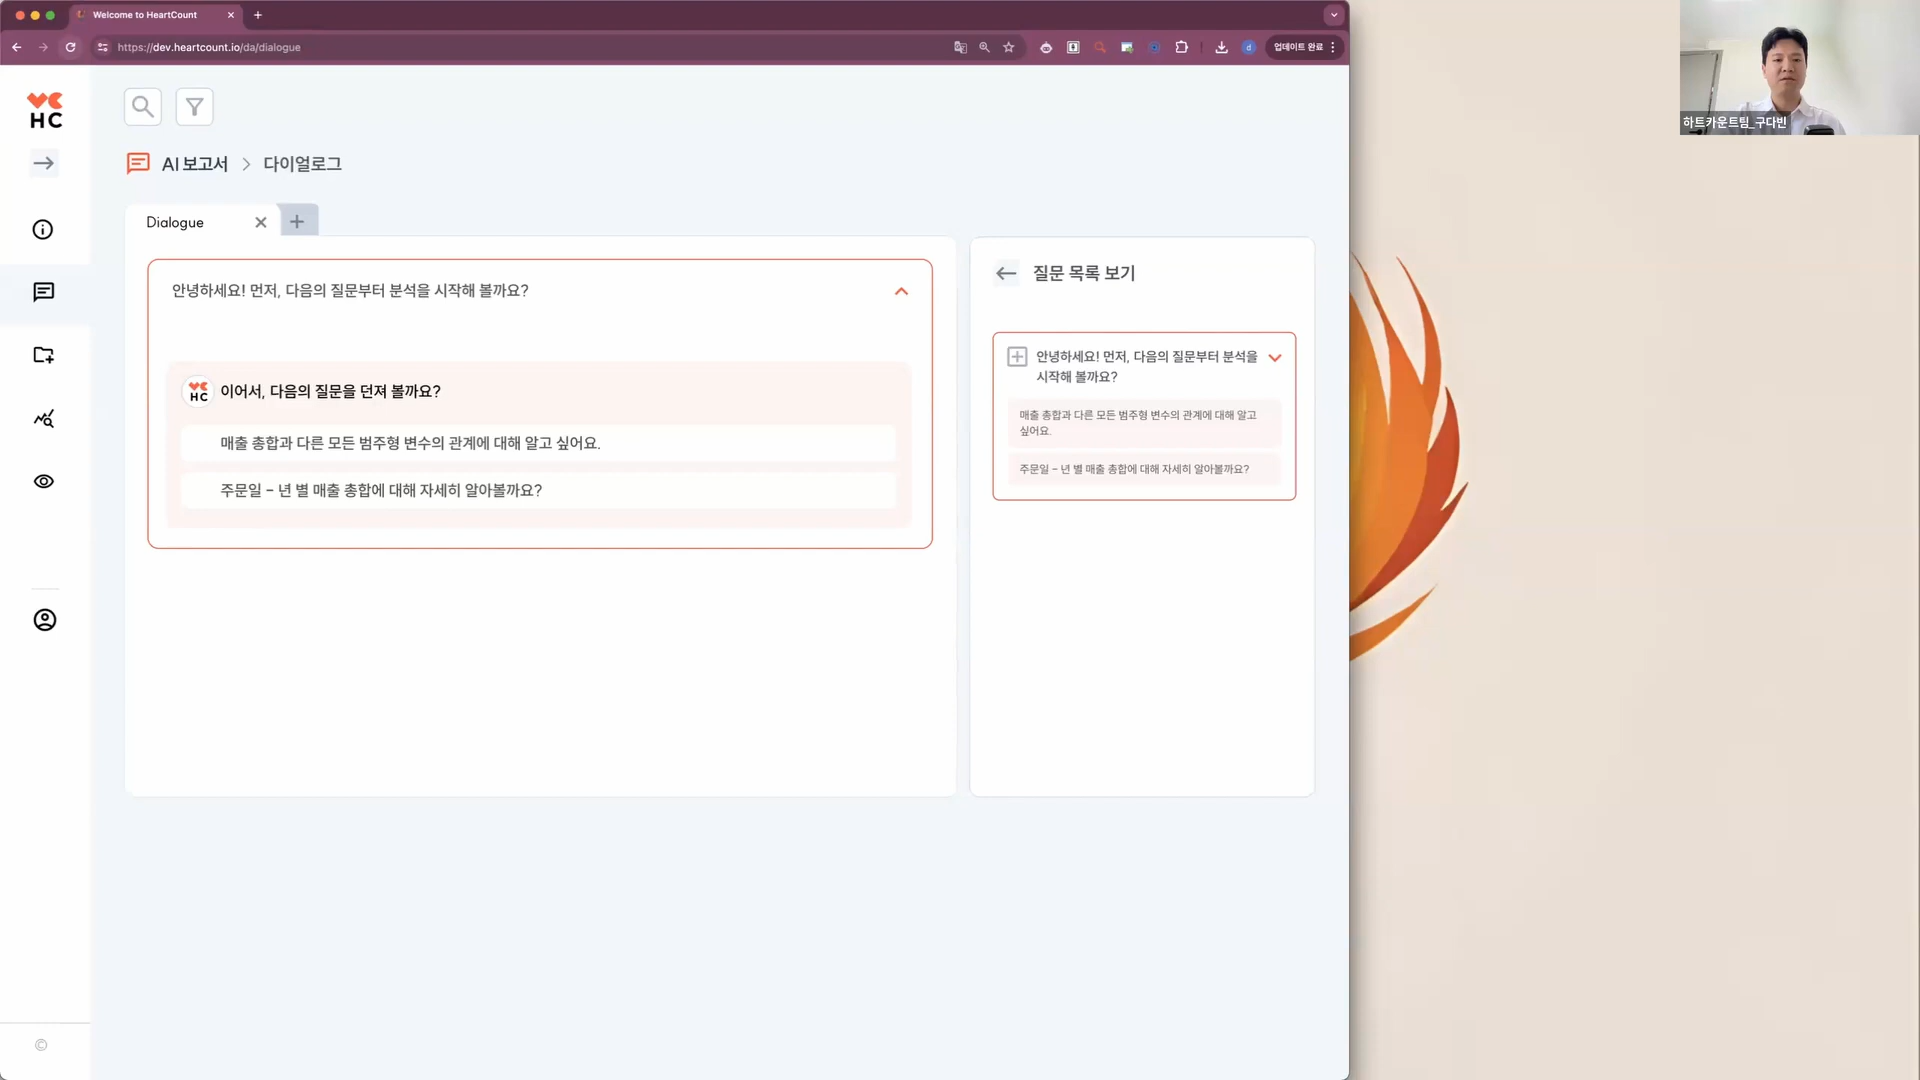 Welcome to HeartCount
https://dev.heartcount.io/da/dialogue
d
업데이트 완료
하트카운트팀_구다빈
HC
AI 보고서 > 다이얼로그
Dialogue
안녕하세요! 먼저, 다음의 질문부터 분석을 시작해 볼까요?
HC
이어서, 다음의 질문을 던져 볼까요?
매출 총합과 다른 모든 범주형 변수의 관계에 대해 알고 싶어요.
주문일 - 년 별 매출 총합에 대해 자세히 알아볼까요?
질문 목록 보기
안녕하세요! 먼저, 다음의 질문부터 분석을
시작해 볼까요?
매출 총합과 다른 모든 범주형 변수의 관계에 대해 알고
싶어요.
주문일 - 년 별 매출 총합에 대해 자세히 알아볼까요?
©